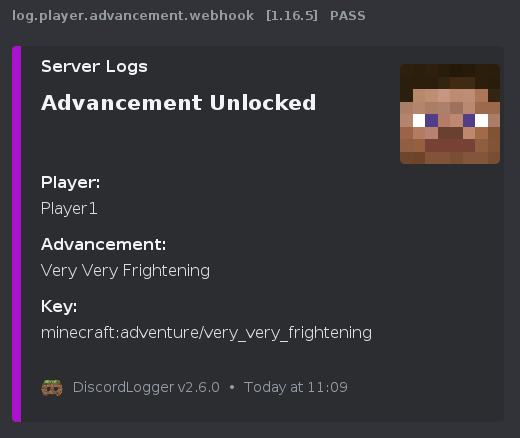 log.player.advancement.webhook [1.16.5] PASS
Server Logs
Advancement Unlocked
Player:
Player1
Advancement:
Very Very Frightening
Key:
minecraft:adventure/very_very_frightening
DiscordLogger v2.6.0 • Today at 11:09